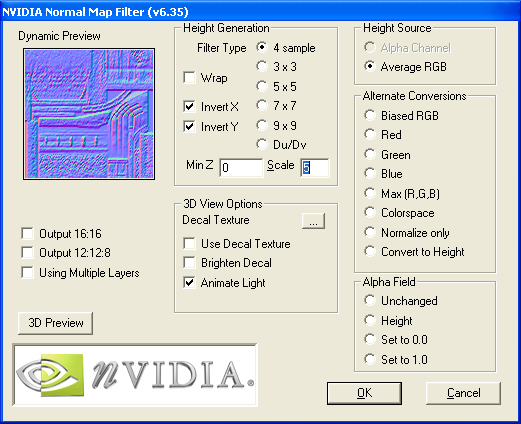 NVIDIA Normal Map Filter (v6.35)
Dynamic Preview
Height Generation
Filter Type
4 sample
3 x 3
5 x 5
7 x 7
9 x 9
Du/Dv
Wrap
Invert X
Invert Y
Min Z
0
Scale
5
3D View Options
Decal Texture
...
Use Decal Texture
Brighten Decal
Animate Light
Output 16:16
Output 12:12:8
Using Multiple Layers
3D Preview
nVIDIA.
Height Source
Alpha Channel
Average RGB
Alternate Conversions
Biased RGB
Red
Green
Blue
Max (R,G,B)
Colorspace
Normalize only
Convert to Height
Alpha Field
Unchanged
Height
Set to 0.0
Set to 1.0
OK
Cancel